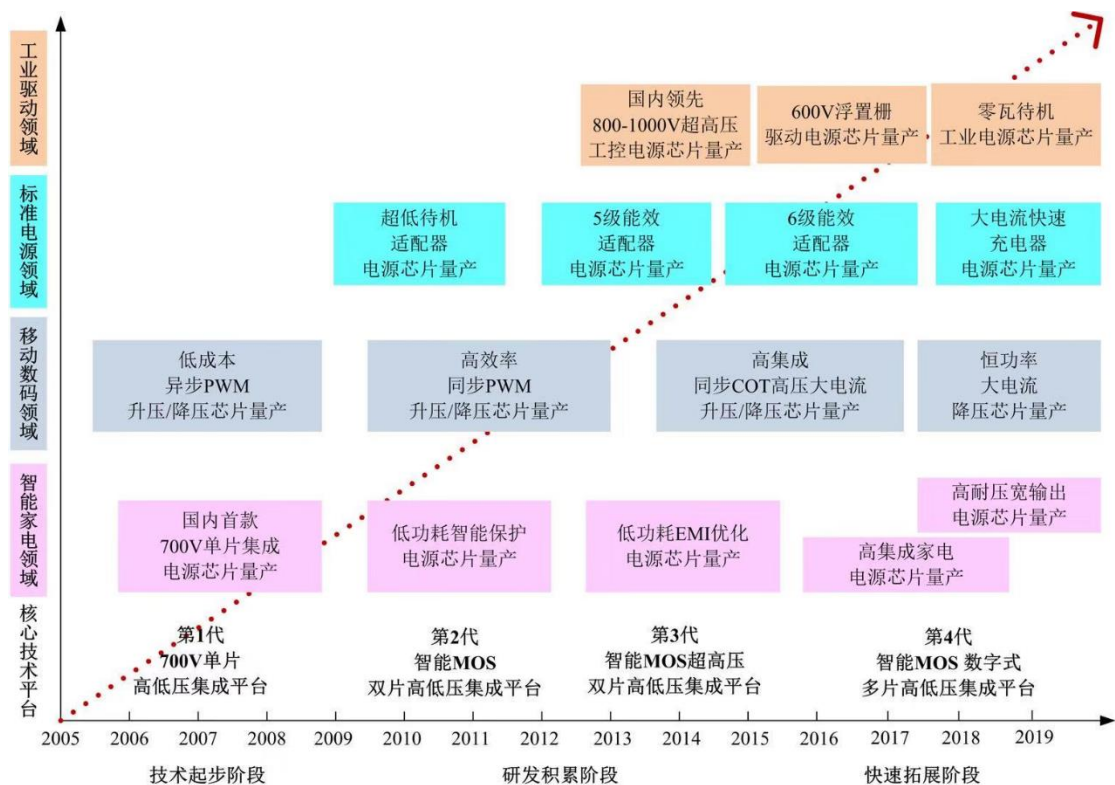 工业驱动领域
国内领先
800-1000V超高压
工控电源芯片量产
600V浮置栅
驱动电源芯片量产
零瓦待机
工业电源芯片量产
标准电源领域
超低待机
适配器
电源芯片量产
5级能效
适配器
电源芯片量产
6级能效
适配器
电源芯片量产
大电流快速
充电器
电源芯片量产
移动数码领域
低成本
异步PWM
升压/降压芯片量产
高效率
同步PWM
升压/降压芯片量产
高集成
同步COT高压大电流
升压/降压芯片量产
恒功率
大电流
降压芯片量产
智能家电领域
国内首款
700V单片集成
电源芯片量产
低功耗智能保护
电源芯片量产
低功耗EMI优化
电源芯片量产
高集成家电
电源芯片量产
高耐压宽输出
电源芯片量产
核心技术平台
第1代
700V单片
高低压集成平台
第2代
智能MOS
双片高低压集成平台
第3代
智能MOS超高压
双片高低压集成平台
第4代
智能MOS 数字式
多片高低压集成平台
2005 2006 2007 2008 2009 2010 2011 2012 2013 2014 2015 2016 2017 2018 2019
技术起步阶段 研发积累阶段 快速拓展阶段